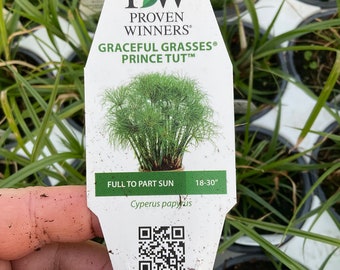 PW
PROVEN
WINNERS®
GRACEFUL GRASSES®
PRINCE TUT™
FULL TO PART SUN 18-30"
Cyperus papyrus